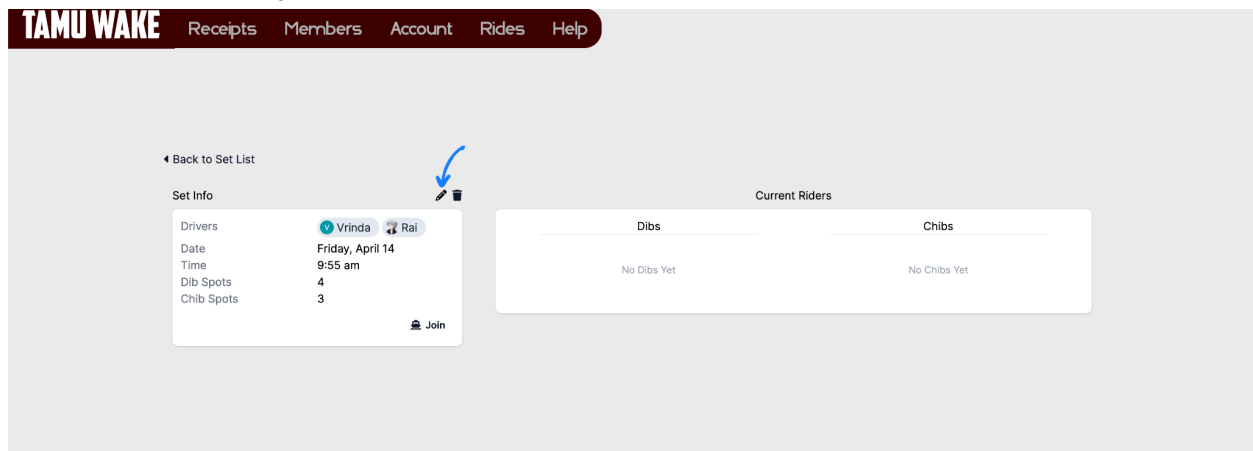 TAMU WAKE Receipts Members Account Rides Help
Back to Set List
Set Info
Drivers V Vrinda Rai
Date Friday, April 14
Time 9:55 am
Dib Spots 4
Chib Spots 3
Join
Current Riders
Dibs Chibs
No Dibs Yet No Chibs Yet